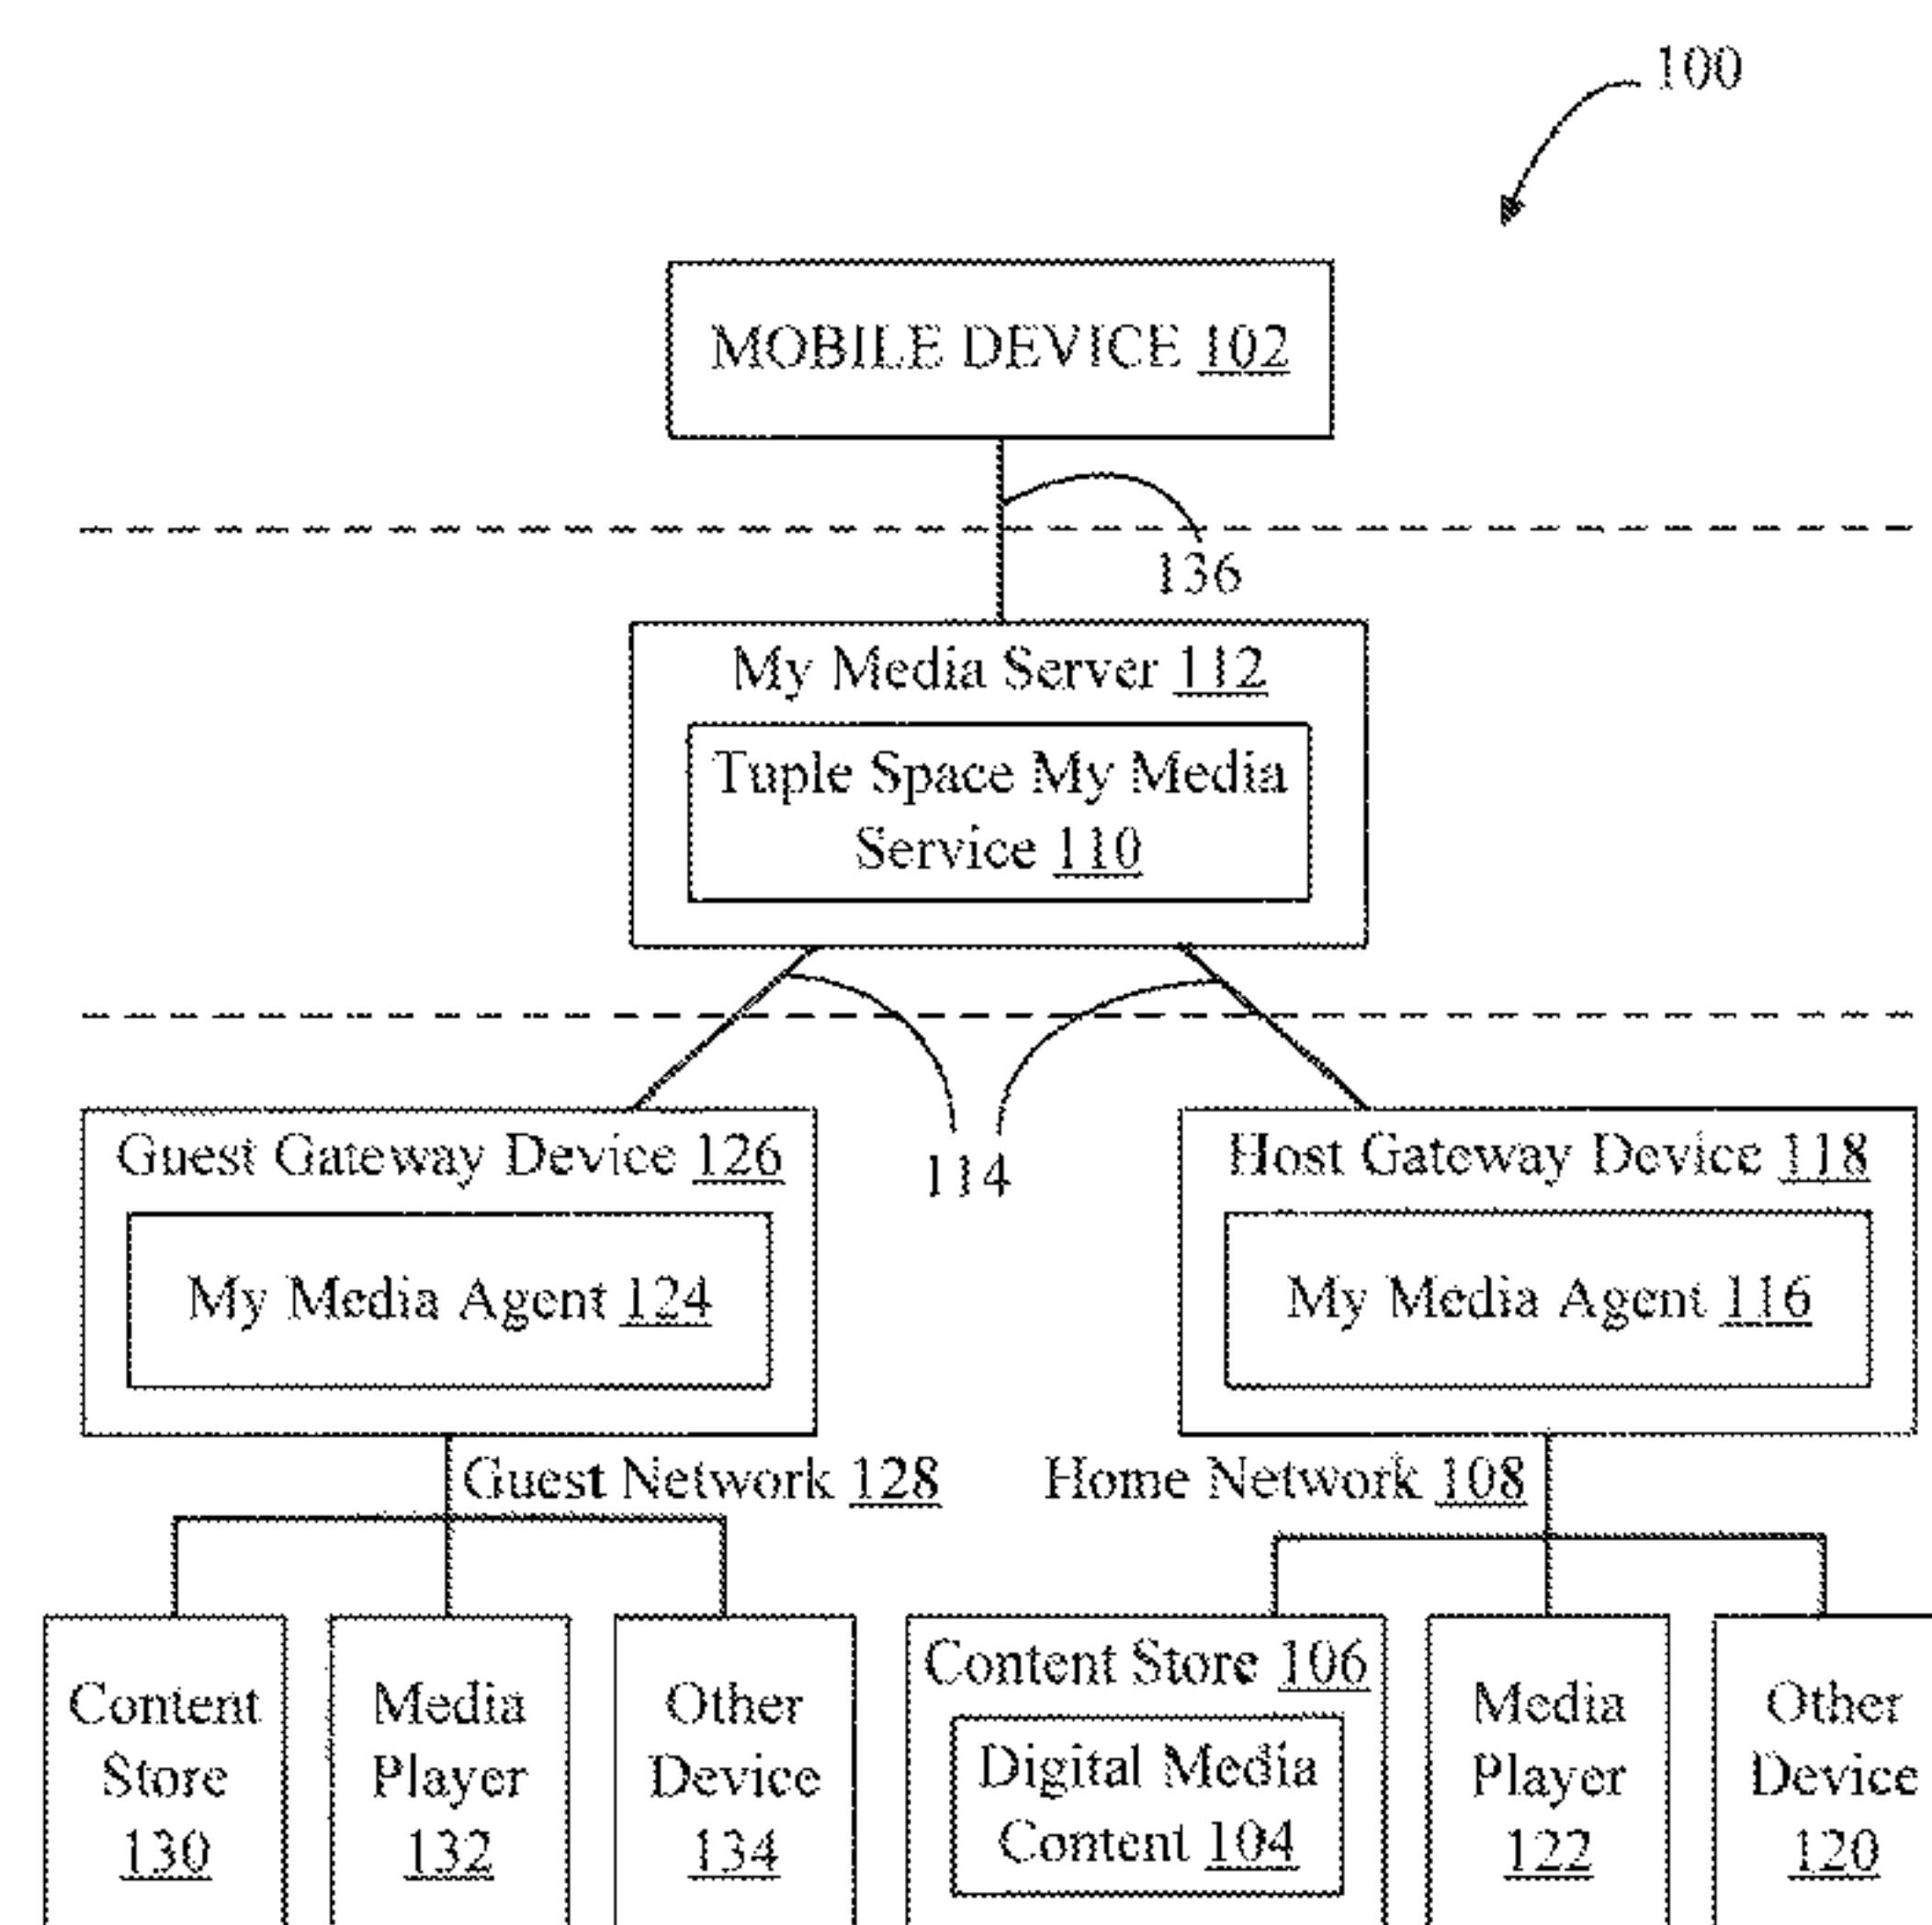 100
MOBILE DEVICE 102
136
My Media Server 112
Tuple Space My Media
Service 110
Guest Gateway Device 126
My Media Agent 124
114
Host Gateway Device 118
My Media Agent 116
Guest Network 128
Home Network 108
Content
Store
130
Media
Player
132
Other
Device
134
Content Store 106
Digital Media
Content 104
Media
Player
122
Other
Device
120